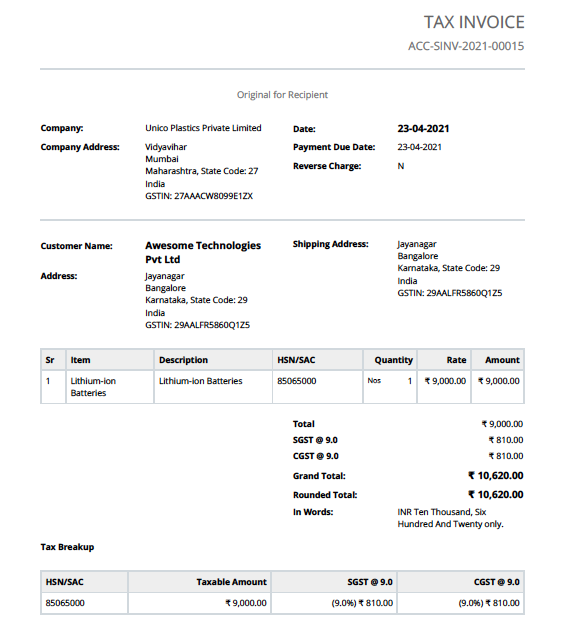 TAX INVOICE
ACC-SINV-2021-00015
Original for Recipient
Company: Unico Plastics Private Limited
Company Address: Vidyavihar
Mumbai
Maharashtra, State Code: 27
India
GSTIN: 27AAACW8099E1ZX
Date: 23-04-2021
Payment Due Date: 23-04-2021
Reverse Charge: N
Customer Name: Awesome Technologies
Pvt Ltd
Address: Jayanagar
Bangalore
Karnataka, State Code: 29
India
GSTIN: 29AALFR5860Q1Z5
Shipping Address: Jayanagar
Bangalore
Karnataka, State Code: 29
India
GSTIN: 29AALFR5860Q1Z5
Sr Item Description HSN/SAC Quantity Rate Amount
1 Lithium-ion Batteries Lithium-ion Batteries 85065000 Nos 1 ₹ 9,000.00 ₹ 9,000.00
Total ₹ 9,000.00
SGST @ 9.0 ₹ 810.00
CGST @ 9.0 ₹ 810.00
Grand Total: ₹ 10,620.00
Rounded Total: ₹ 10,620.00
In Words: INR Ten Thousand, Six
Hundred And Twenty only.
Tax Breakup
HSN/SAC Taxable Amount SGST @ 9.0 CGST @ 9.0
85065000 ₹ 9,000.00 (9.0%) ₹ 810.00 (9.0%) ₹ 810.00